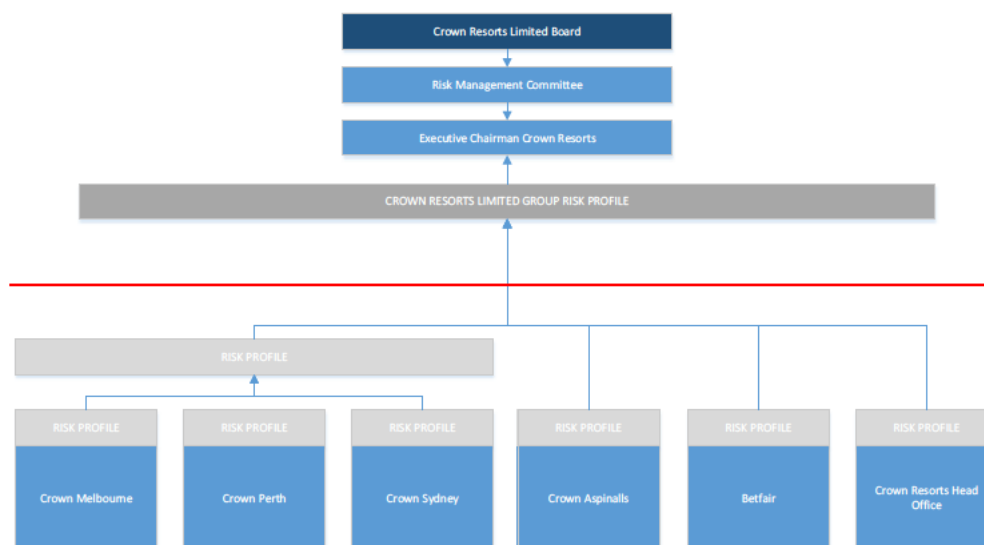 Crown Resorts Limited Board
Risk Management Committee
Executive Chairman Crown Resorts
CROWN RESORTS LIMITED GROUP RISK PROFILE
RISK PROFILE
RISK PROFILE
RISK PROFILE
RISK PROFILE
RISK PROFILE
RISK PROFILE
RISK PROFILE
Crown Melbourne
Crown Perth
Crown Sydney
Crown Aspinalls
Betfair
Crown Resorts Head
Office